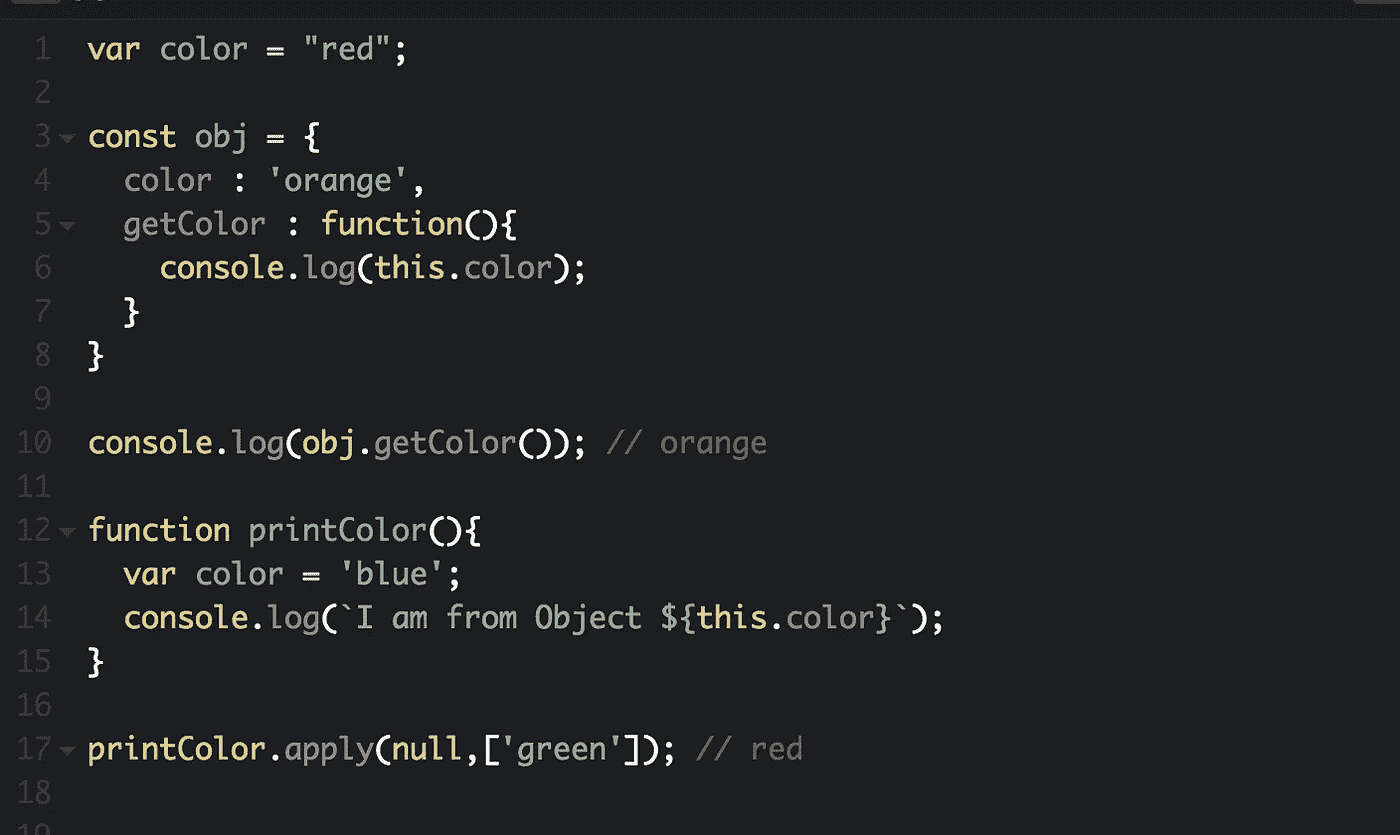 1 var color = "red";
2
3 const obj = {
4   color : 'orange',
5   getColor : function(){
6     console.log(this.color);
7   }
8 }
9
10 console.log(obj.getColor()); // orange
11
12 function printColor(){
13   var color = 'blue';
14   console.log(`I am from Object ${this.color}`);
15 }
16
17 printColor.apply(null,['green']); // red
18
19